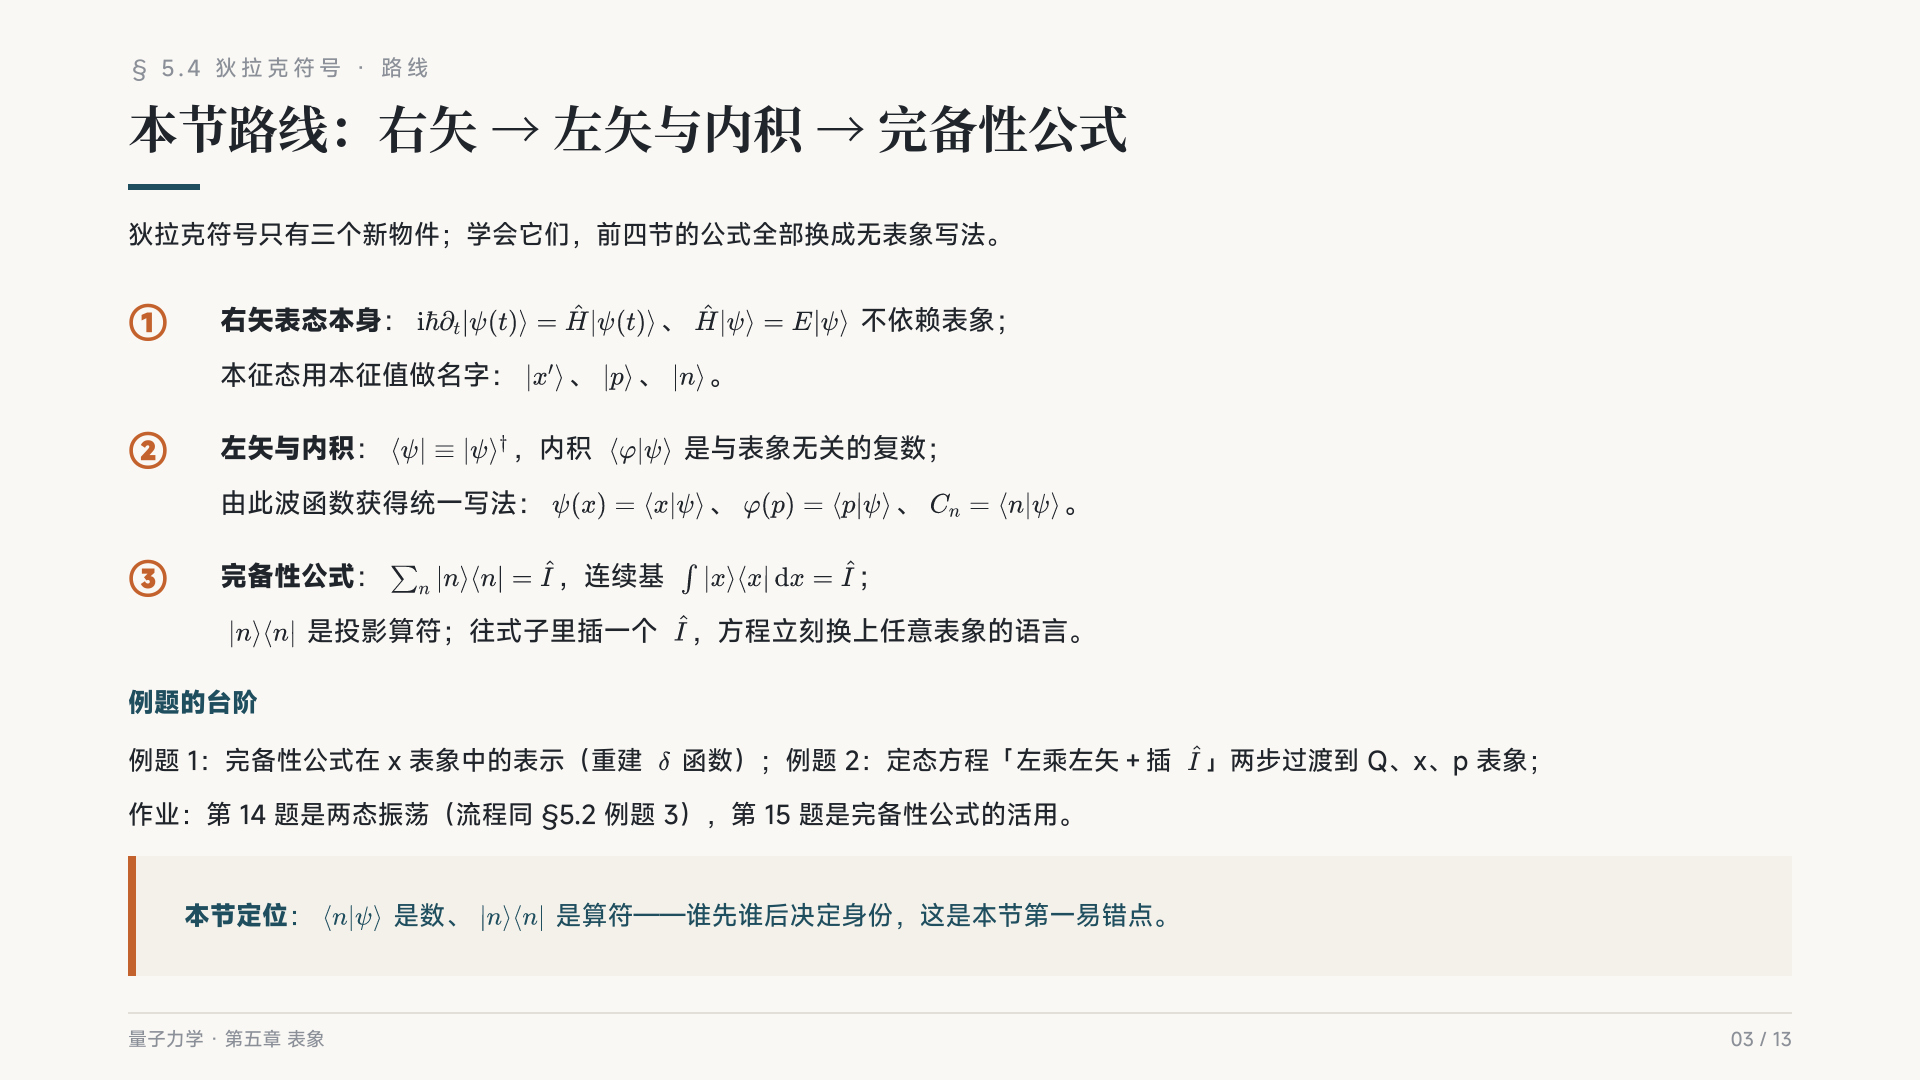 § 5.4 狄拉克符号 · 路线
本节路线：右矢 → 左矢与内积 → 完备性公式
狄拉克符号只有三个新物件；学会它们，前四节的公式全部换成无表象写法。
① 右矢表态本身： iℏ∂ₜ|ψ(t)⟩ = Ĥ|ψ(t)⟩、 Ĥ|ψ⟩ = E|ψ⟩ 不依赖表象；
本征态用本征值做名字： |x′⟩、 |p⟩、 |n⟩。
② 左矢与内积： ⟨ψ| ≡ |ψ⟩†，内积 ⟨φ|ψ⟩ 是与表象无关的复数；
由此波函数获得统一写法： ψ(x) = ⟨x|ψ⟩、 φ(p) = ⟨p|ψ⟩、 Cₙ = ⟨n|ψ⟩。
③ 完备性公式： ∑ₙ|n⟩⟨n| = Î，连续基 ∫|x⟩⟨x| dx = Î；
|n⟩⟨n| 是投影算符；往式子里插一个 Î，方程立刻换上任意表象的语言。
例题的台阶
例题 1：完备性公式在 x 表象中的表示（重建 δ 函数）；例题 2：定态方程「左乘左矢 + 插 Î」两步过渡到 Q、x、p 表象；
作业：第 14 题是两态振荡（流程同 §5.2 例题 3），第 15 题是完备性公式的活用。
本节定位： ⟨n|ψ⟩ 是数、 |n⟩⟨n| 是算符——谁先谁后决定身份，这是本节第一易错点。
量子力学 · 第五章 表象
03 / 13